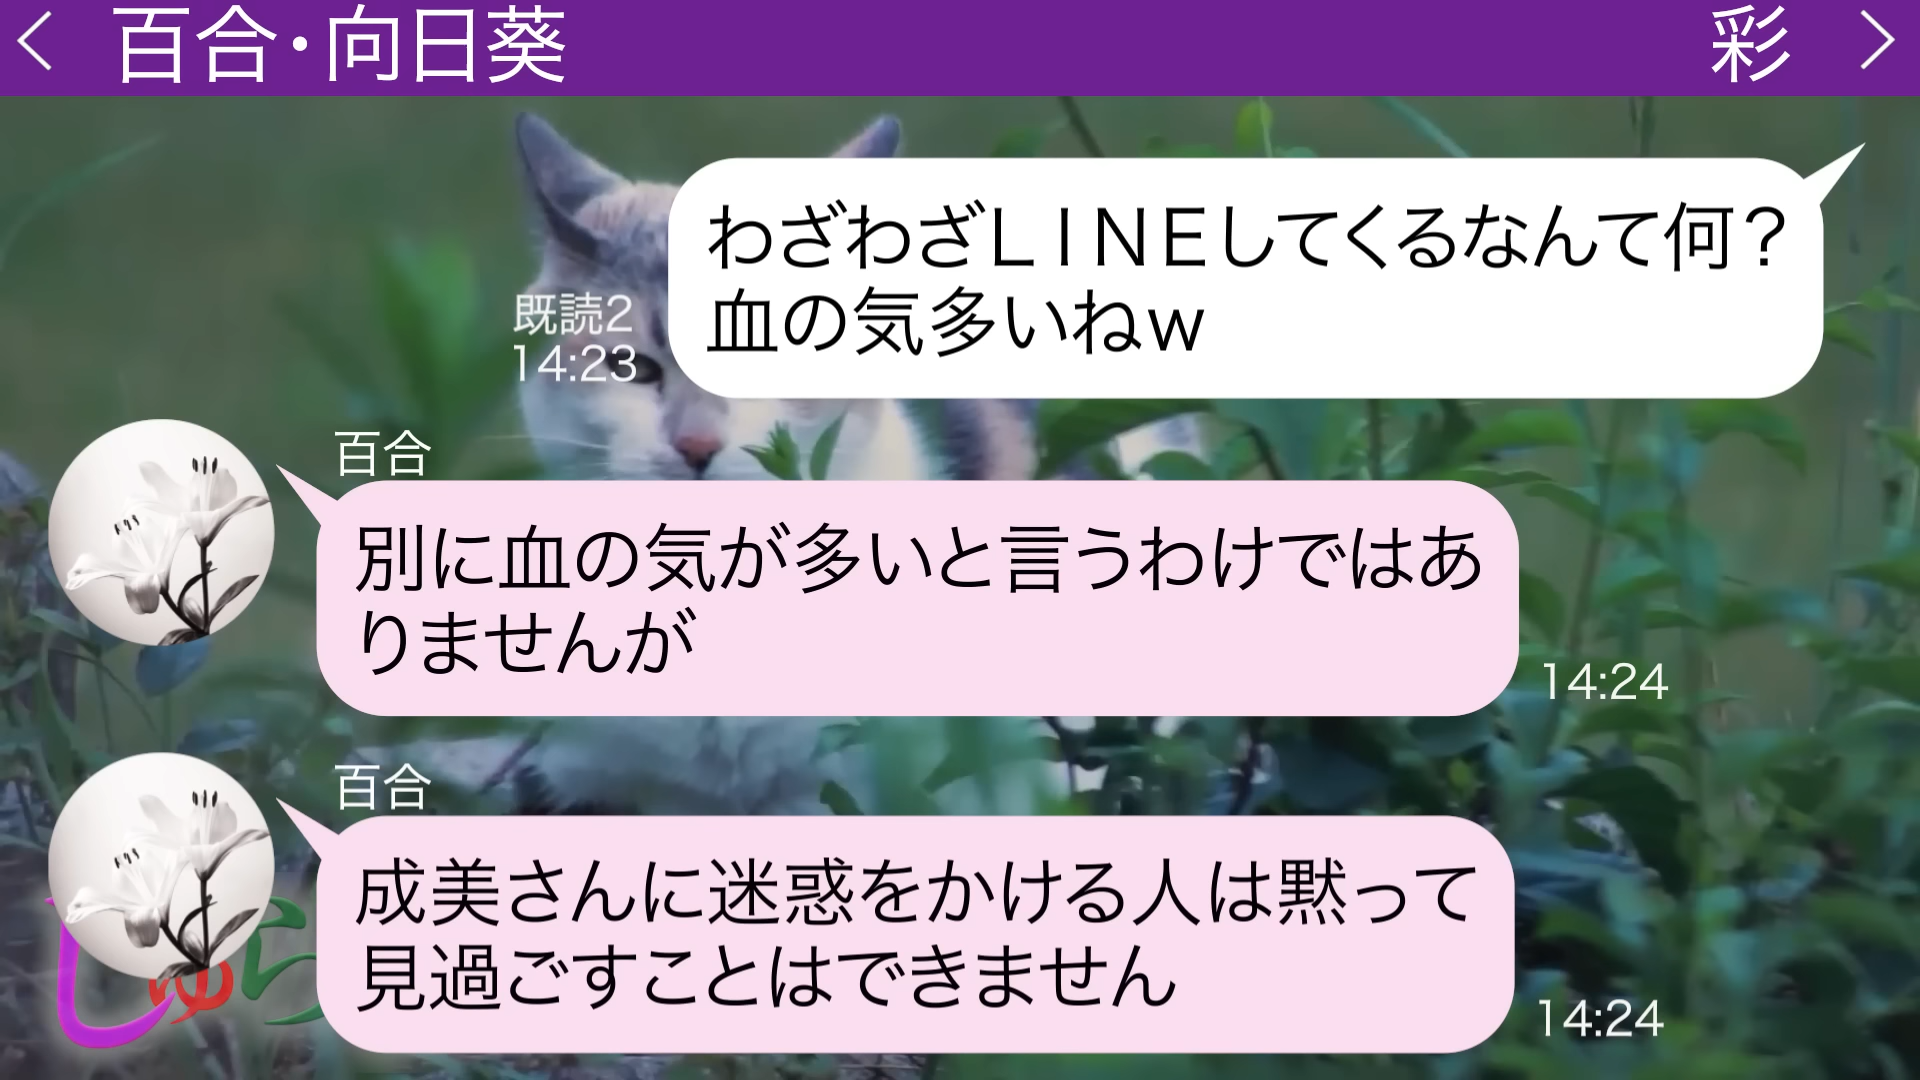 百合・向日葵
彩
わざわざＬＩＮＥしてくるなんて何？
血の気多いねｗ
既読2
14:23
百合
別に血の気が多いと言うわけではあ
りませんが
14:24
百合
成美さんに迷惑をかける人は黙って
見過ごすことはできません
14:24
しゅら